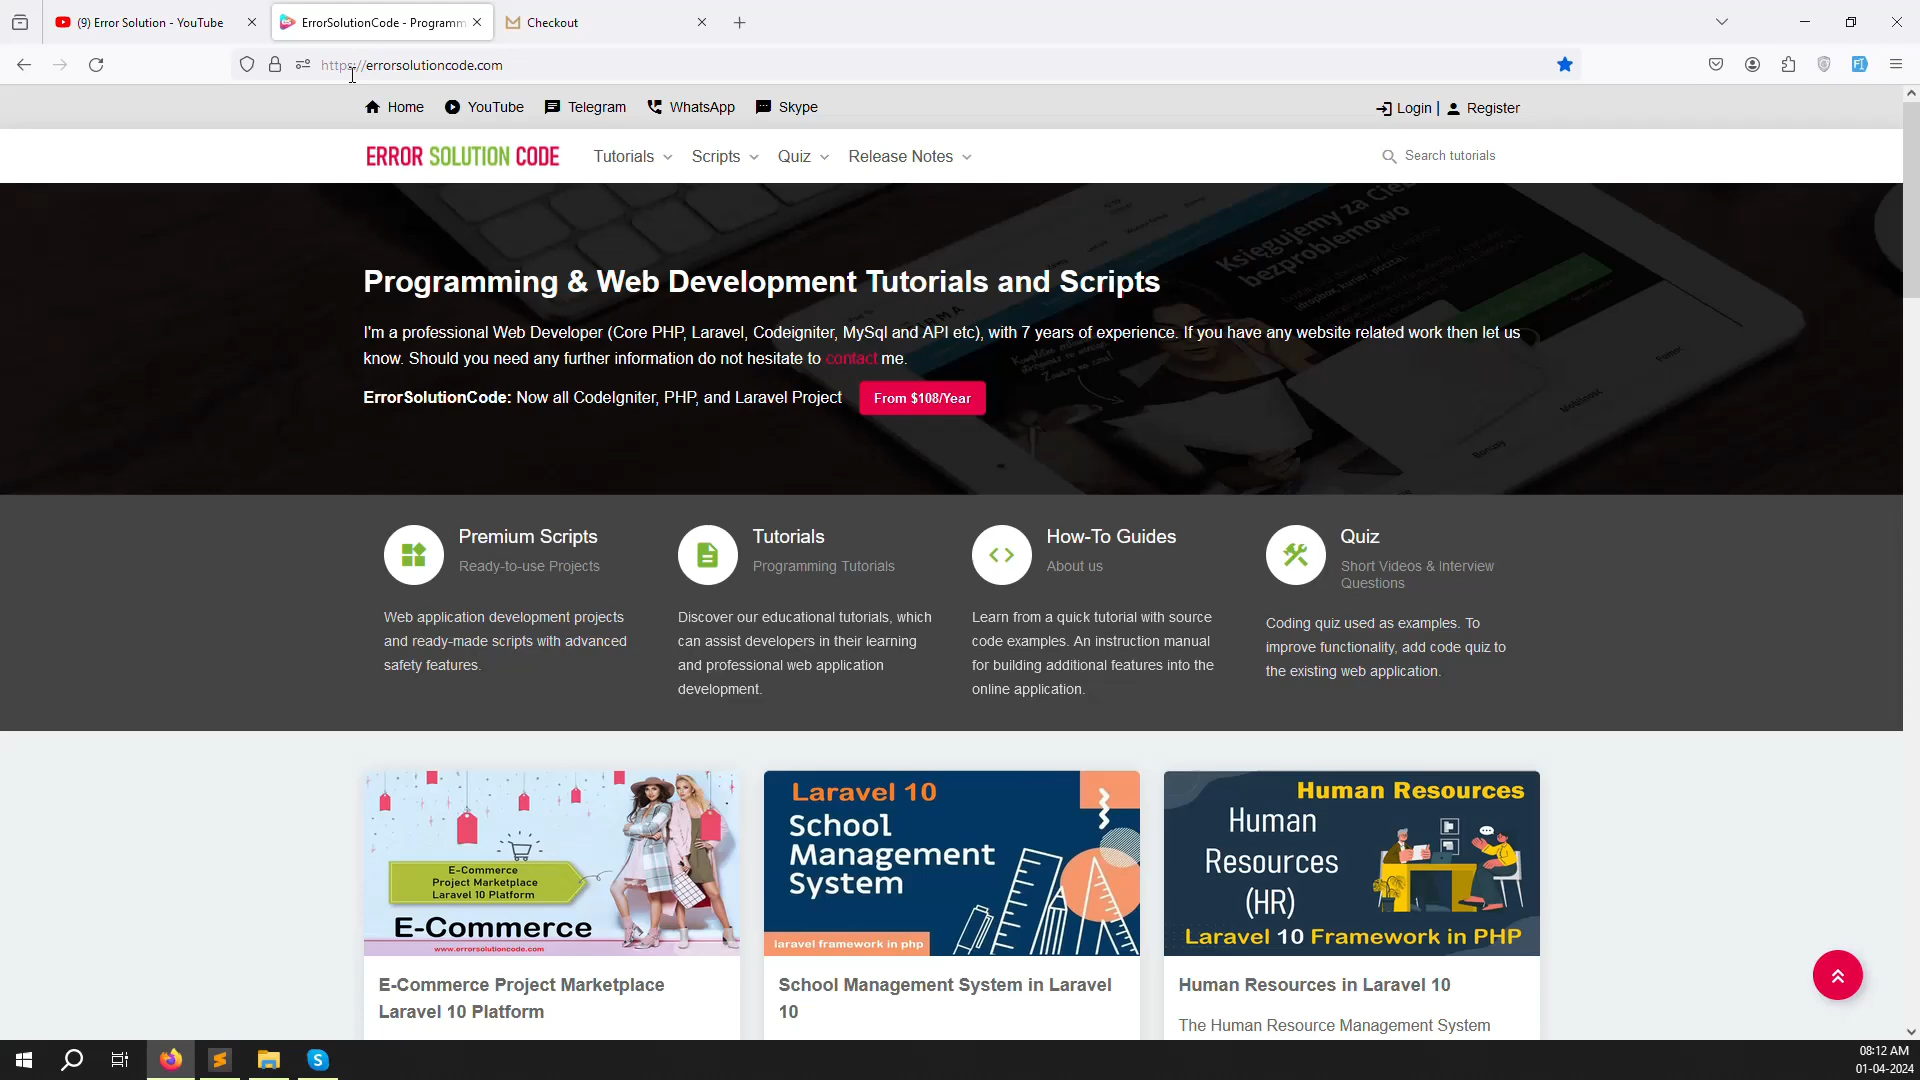 (9) Error Solution - YouTube
ErrorSolutionCode - Programm
Checkout
https://errorsolutioncode.com
Home
YouTube
Telegram
WhatsApp
Skype
Login |
Register
ERROR SOLUTION CODE
Tutorials
Scripts
Quiz
Release Notes
Search tutorials
Księgujemy za Cie
bezproblemowo
Programming & Web Development Tutorials and Scripts
I'm a professional Web Developer (Core PHP, Laravel, Codeigniter, MySql and API etc), with 7 years of experience. If you have any website related work then let us
know. Should you need any further information do not hesitate to contact me.
ErrorSolutionCode: Now all CodeIgniter, PHP, and Laravel Project
From $108/Year
Premium Scripts
Ready-to-use Projects
Web application development projects
and ready-made scripts with advanced
safety features.
Tutorials
Programming Tutorials
Discover our educational tutorials, which
can assist developers in their learning
and professional web application
development.
How-To Guides
About us
Learn from a quick tutorial with source
code examples. An instruction manual
for building additional features into the
online application.
Quiz
Short Videos & Interview
Questions
Coding quiz used as examples. To
improve functionality, add code quiz to
the existing web application.
E-Commerce
Project Marketplace
Laravel 10 Platform
E-Commerce
www.errorsolutioncode.com
E-Commerce Project Marketplace
Laravel 10 Platform
Laravel 10
School
Management
System
laravel framework in php
School Management System in Laravel
10
Human Resources
Human
Resources
(HR)
Laravel 10 Framework in PHP
Human Resources in Laravel 10
The Human Resource Management System
08:12 AM
01-04-2024